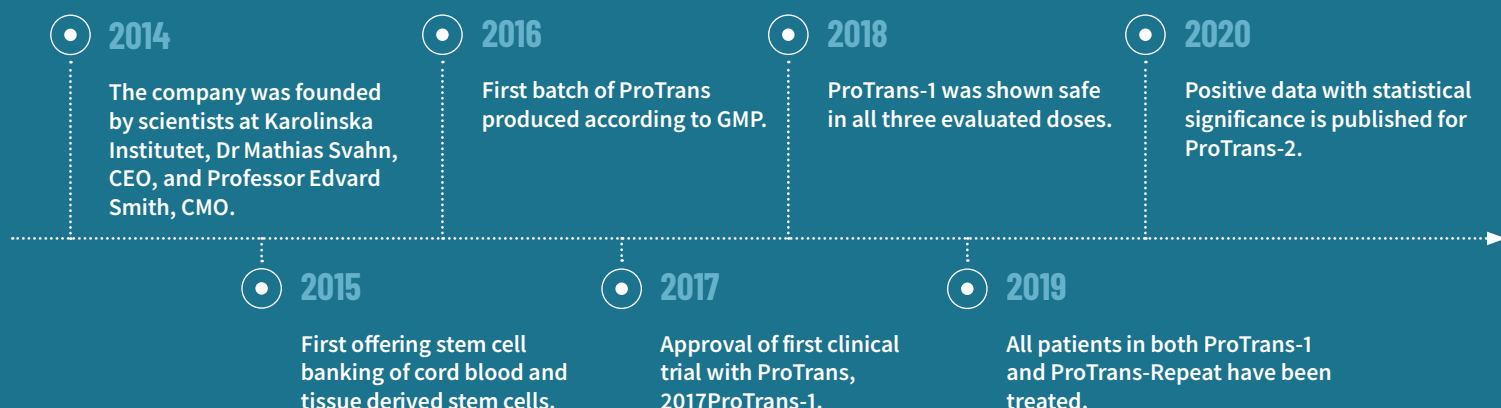 2014
The company was founded
by scientists at Karolinska
Institutet, Dr Mathias Svahn,
CEO, and Professor Edvard
Smith, CMO.
2015
First offering stem cell
banking of cord blood and
tissue derived stem cells.
2016
First batch of ProTrans
produced according to GMP.
2017
Approval of first clinical
trial with ProTrans,
2017ProTrans-1.
2018
ProTrans-1 was shown safe
in all three evaluated doses.
2019
All patients in both ProTrans-1
and ProTrans-Repeat have been
treated.
2020
Positive data with statistical
significance is published for
ProTrans-2.